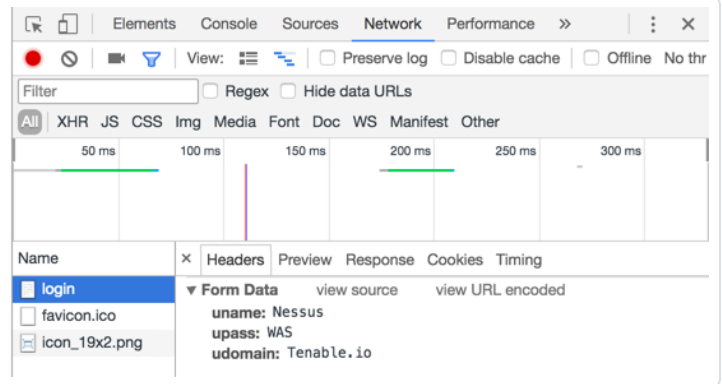 Elements Console Sources Network Performance »
View: Preserve log Disable cache Offline No thr
Filter Regex Hide data URLs
All XHR JS CSS Img Media Font Doc WS Manifest Other
50 ms 100 ms 150 ms 200 ms 250 ms 300 ms
Name × Headers Preview Response Cookies Timing
login ▼ Form Data view source view URL encoded
favicon.ico uname: Nessus
icon_19x2.png upass: WAS
udomain: Tenable.io